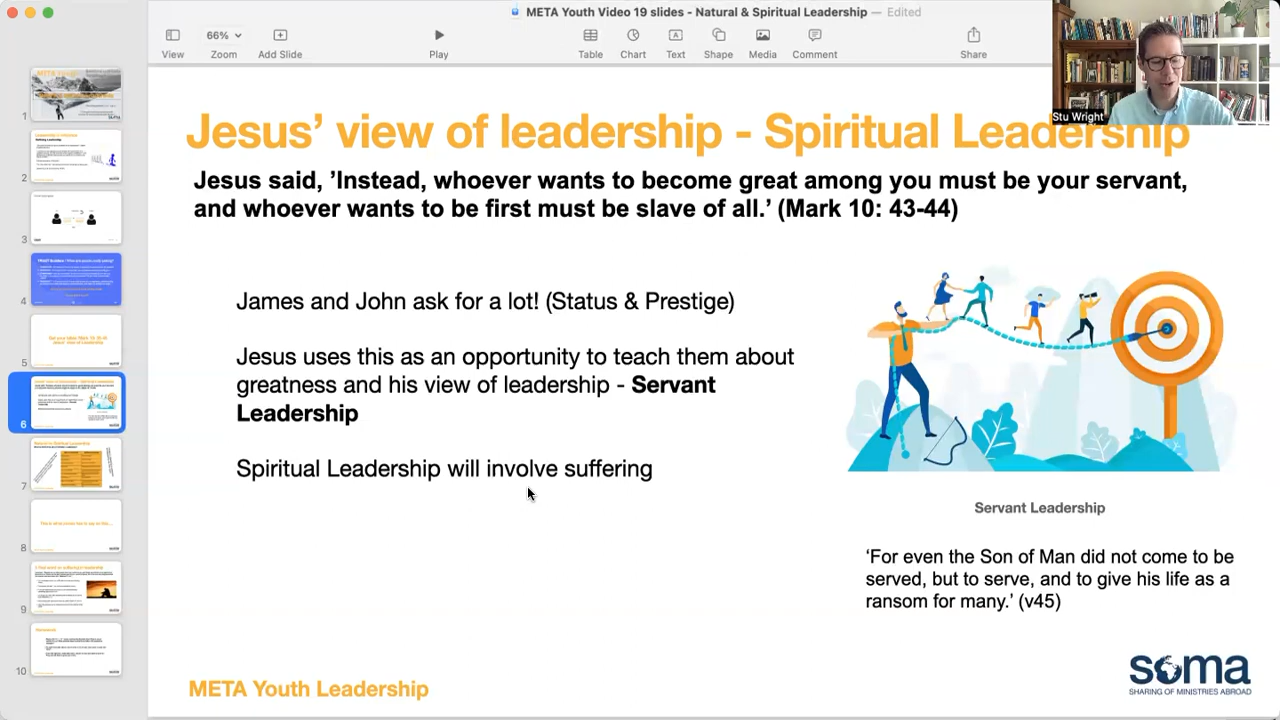 META Youth Video 19 slides - Natural & Spiritual Leadership — Edited
View
66%
Zoom
Add Slide
Play
Table
Chart
Text
Shape
Media
Comment
Share
Stu Wright
1
2
3
4
5
6
7
8
9
10
Jesus’ view of leadership Spiritual Leadership
Jesus said, ’Instead, whoever wants to become great among you must be your servant,
and whoever wants to be first must be slave of all.’ (Mark 10: 43-44)
James and John ask for a lot! (Status & Prestige)
Jesus uses this as an opportunity to teach them about
greatness and his view of leadership - Servant
Leadership
Spiritual Leadership will involve suffering
Servant Leadership
‘For even the Son of Man did not come to be
served, but to serve, and to give his life as a
ransom for many.’ (v45)
META Youth Leadership
soma
SHARING OF MINISTRIES ABROAD